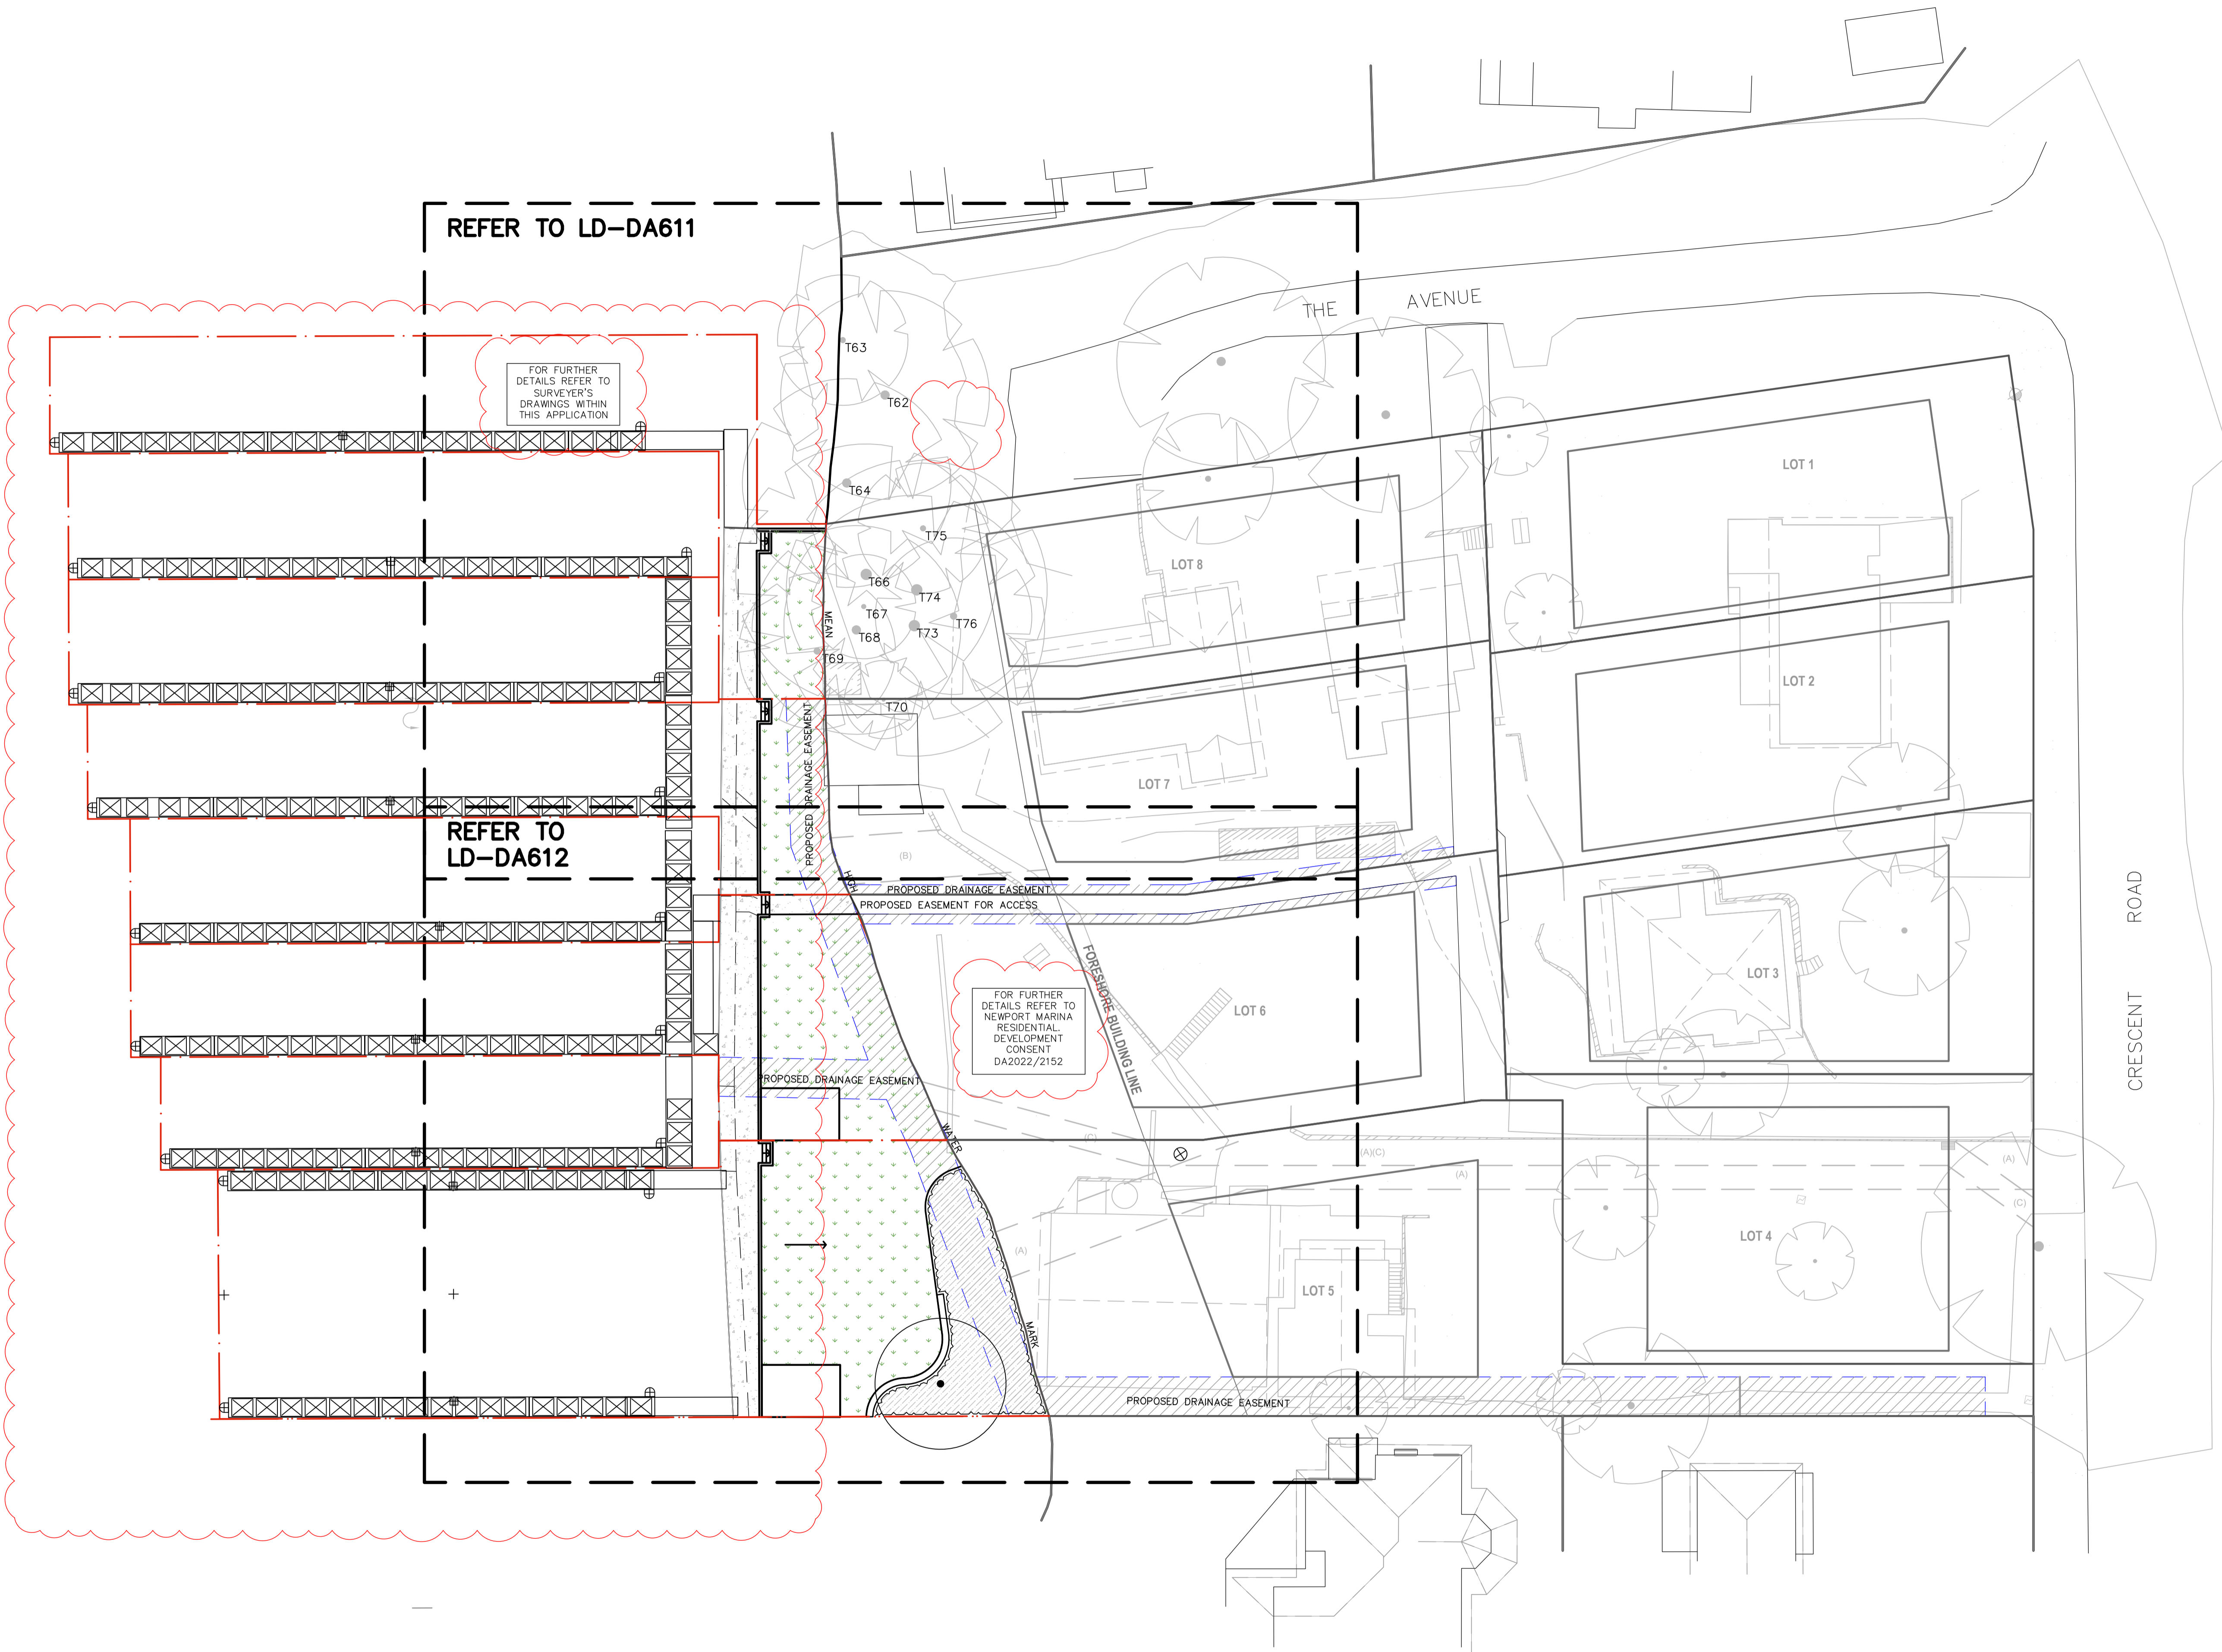 REFER TO LD-DA611
THE AVENUE
FOR FURTHER
DETAILS REFER TO
SURVEYER'S
DRAWINGS WITHIN
THIS APPLICATION
T63
T62
T64
T75
T66
T74
T67
T76
T68
T73
T69
T70
MEAN
HIGH
WATER
MARK
LOT 1
LOT 8
LOT 2
LOT 7
PROPOSED DRAINAGE EASEMENT
REFER TO
LD-DA612
(B)
PROPOSED DRAINAGE EASEMENT
PROPOSED EASEMENT FOR ACCESS
FORESHORE BUILDING LINE
FOR FURTHER
DETAILS REFER TO
NEWPORT MARINA
RESIDENTIAL.
DEVELOPMENT
CONSENT
DA2022/2152
LOT 6
LOT 3
CRESCENT ROAD
PROPOSED DRAINAGE EASEMENT
(C)
(A)(C)
(A)
(A)
(C)
(A)
LOT 4
LOT 5
PROPOSED DRAINAGE EASEMENT